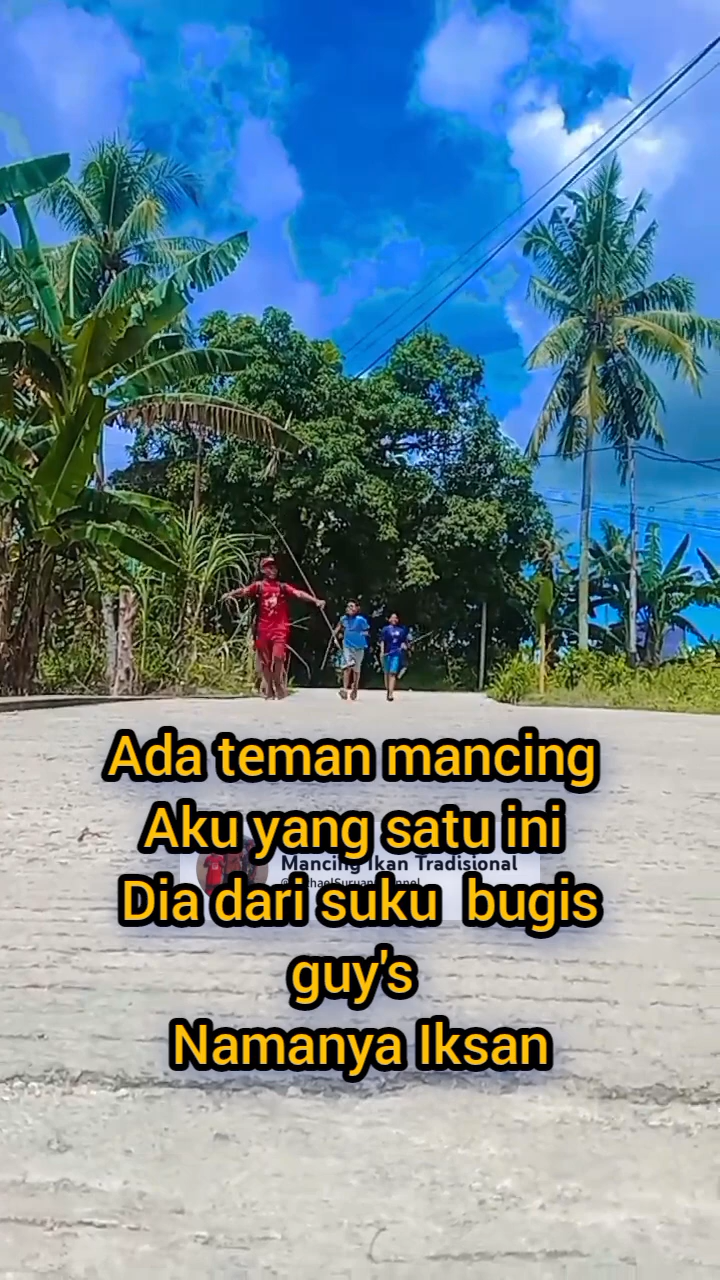 Ada teman mancing
Aku yang satu ini
Mancing Ikan Tradisional
Dia dari suku bugis
guy's
Namanya Iksan